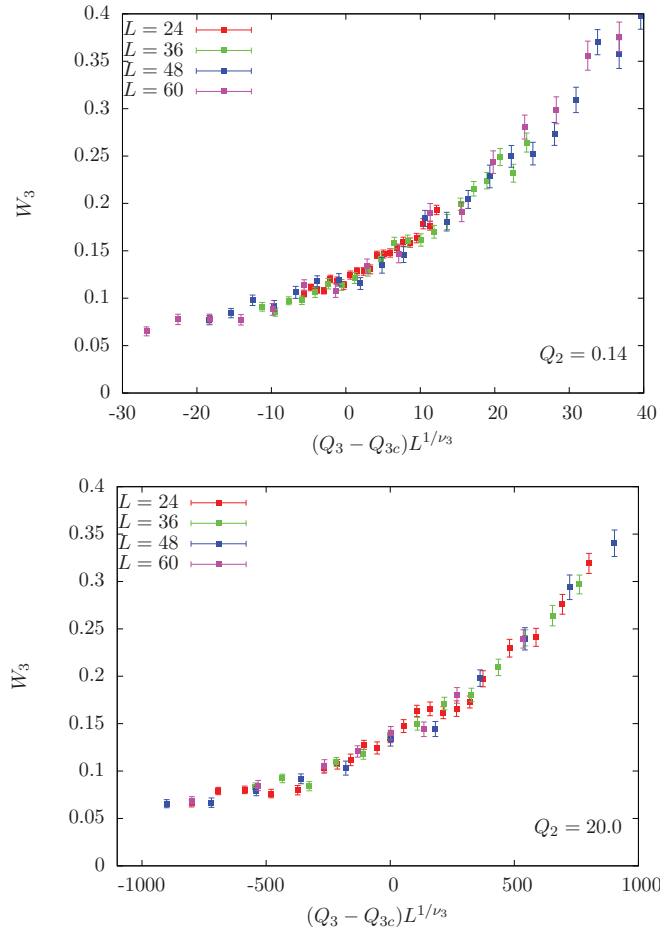 0.4
0.35
0.3
0.25
0.2
0.15
0.1
0.05
0
W₃
L = 24
L = 36
L = 48
L = 60
Q₂ = 0.14
-30 -20 -10 0 10 20 30 40
(Q₃ − Q₃c)L^{1/ν₃}
0.4
0.35
0.3
0.25
0.2
0.15
0.1
0.05
0
W₃
L = 24
L = 36
L = 48
L = 60
Q₂ = 20.0
-1000 -500 0 500 1000
(Q₃ − Q₃c)L^{1/ν₃}